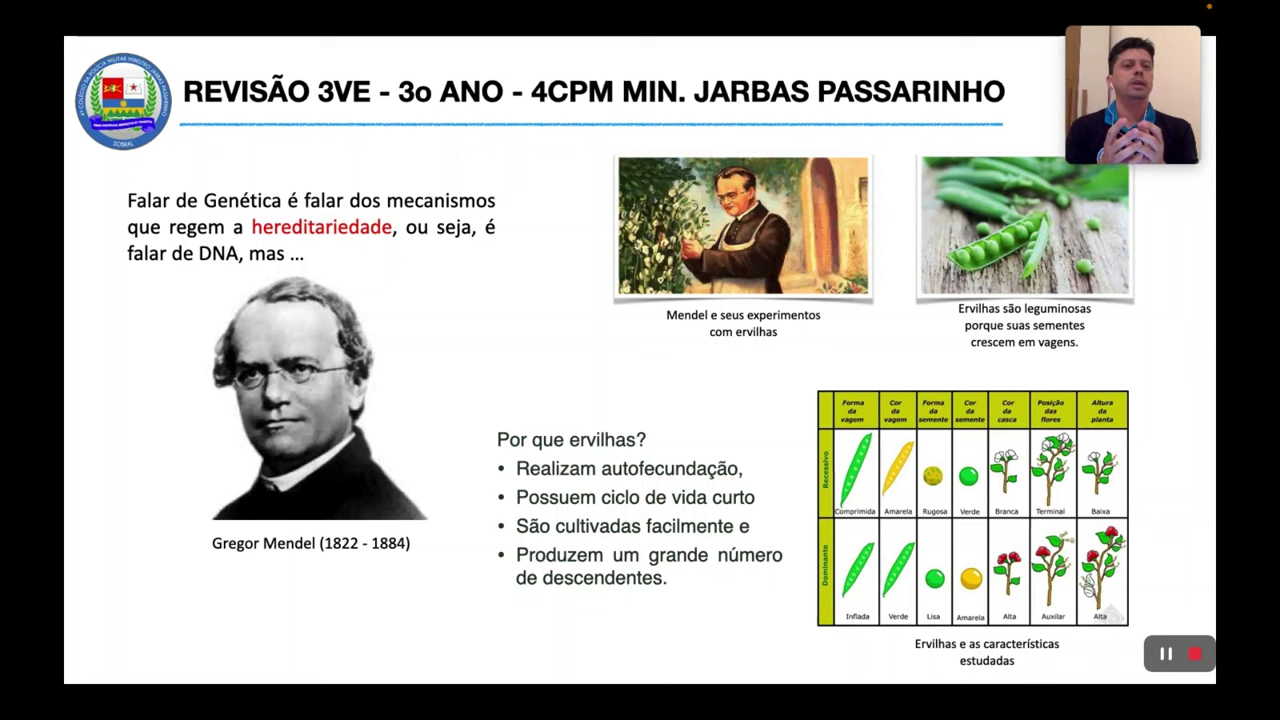 REVISÃO 3VE - 3o ANO - 4CPM MIN. JARBAS PASSARINHO
SOBRAL
Falar de Genética é falar dos mecanismos
que regem a hereditariedade, ou seja, é
falar de DNA, mas ...
Mendel e seus experimentos
com ervilhas
Ervilhas são leguminosas
porque suas sementes
crescem em vagens.
Gregor Mendel (1822 - 1884)
Por que ervilhas?
• Realizam autofecundação,
• Possuem ciclo de vida curto
• São cultivadas facilmente e
• Produzem um grande número
de descendentes.
Forma da vagem Cor da vagem Forma da semente Cor da semente Cor da casca Posição das flores Altura da planta
Recessivo
Comprimida Amarela Rugosa Verde Branca Terminal Baixa
Dominante
Inflada Verde Lisa Amarela Alta Auxilar Alta
Ervilhas e as características
estudadas